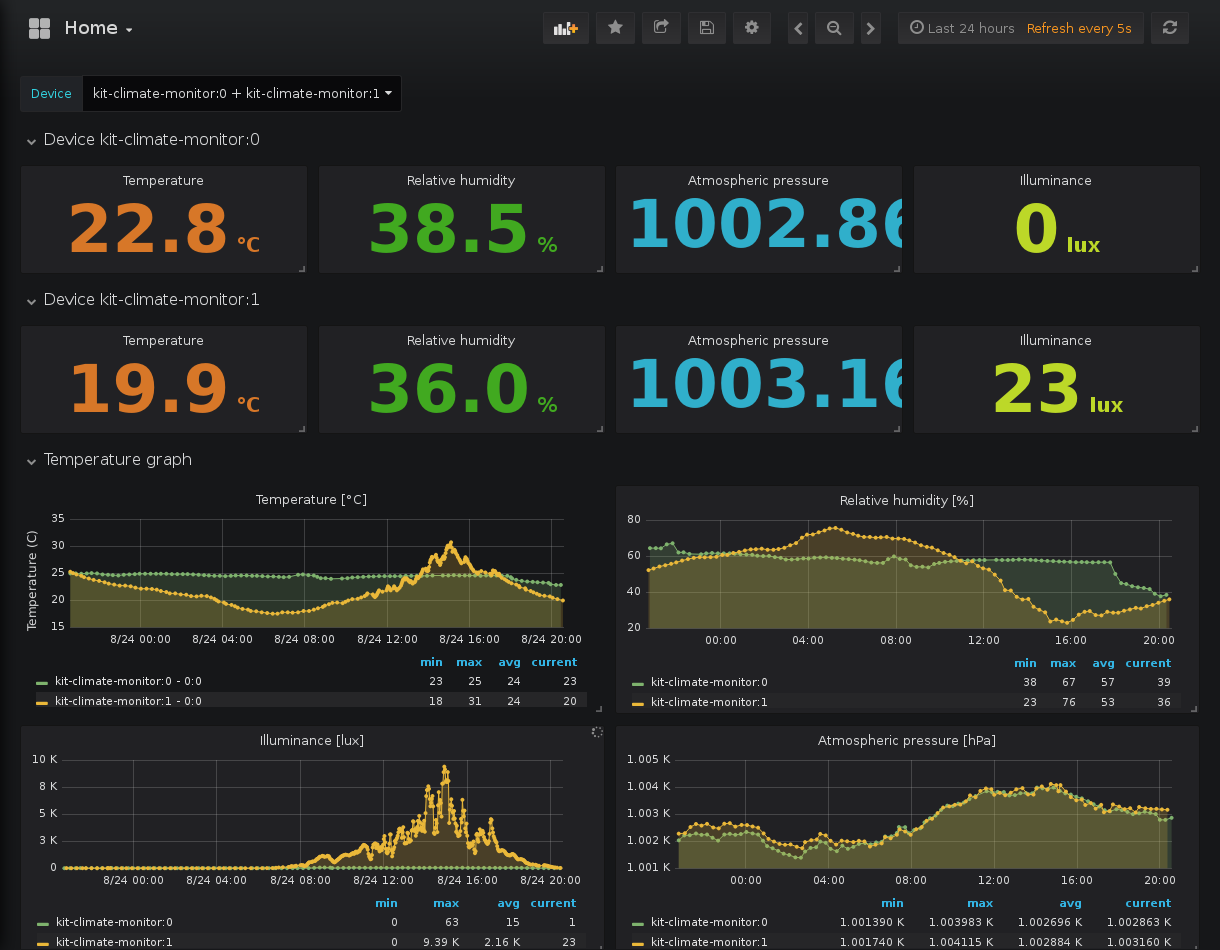 Home
Last 24 hours Refresh every 5s
Device kit-climate-monitor:0 + kit-climate-monitor:1
Device kit-climate-monitor:0
Temperature Relative humidity Atmospheric pressure Illuminance
22.8 °C 38.5 % 1002.86 0 lux
Device kit-climate-monitor:1
Temperature Relative humidity Atmospheric pressure Illuminance
19.9 °C 36.0 % 1003.16 23 lux
Temperature graph
Temperature [°C]
Temperature (C)
35
30
25
20
15
8/24 00:00 8/24 04:00 8/24 08:00 8/24 12:00 8/24 16:00 8/24 20:00
min max avg current
kit-climate-monitor:0 - 0:0 23 25 24 23
kit-climate-monitor:1 - 0:0 18 31 24 20
Relative humidity [%]
80
60
40
20
00:00 04:00 08:00 12:00 16:00 20:00
min max avg current
kit-climate-monitor:0 38 67 57 39
kit-climate-monitor:1 23 76 53 36
Illuminance [lux]
10 K
8 K
5 K
3 K
0
8/24 00:00 8/24 04:00 8/24 08:00 8/24 12:00 8/24 16:00 8/24 20:00
min max avg current
kit-climate-monitor:0 0 63 15 1
kit-climate-monitor:1 0 9.39 K 2.16 K 23
Atmospheric pressure [hPa]
1.005 K
1.004 K
1.003 K
1.002 K
1.001 K
00:00 04:00 08:00 12:00 16:00 20:00
min max avg current
kit-climate-monitor:0 1.001390 K 1.003983 K 1.002696 K 1.002863 K
kit-climate-monitor:1 1.001740 K 1.004115 K 1.002884 K 1.003160 K